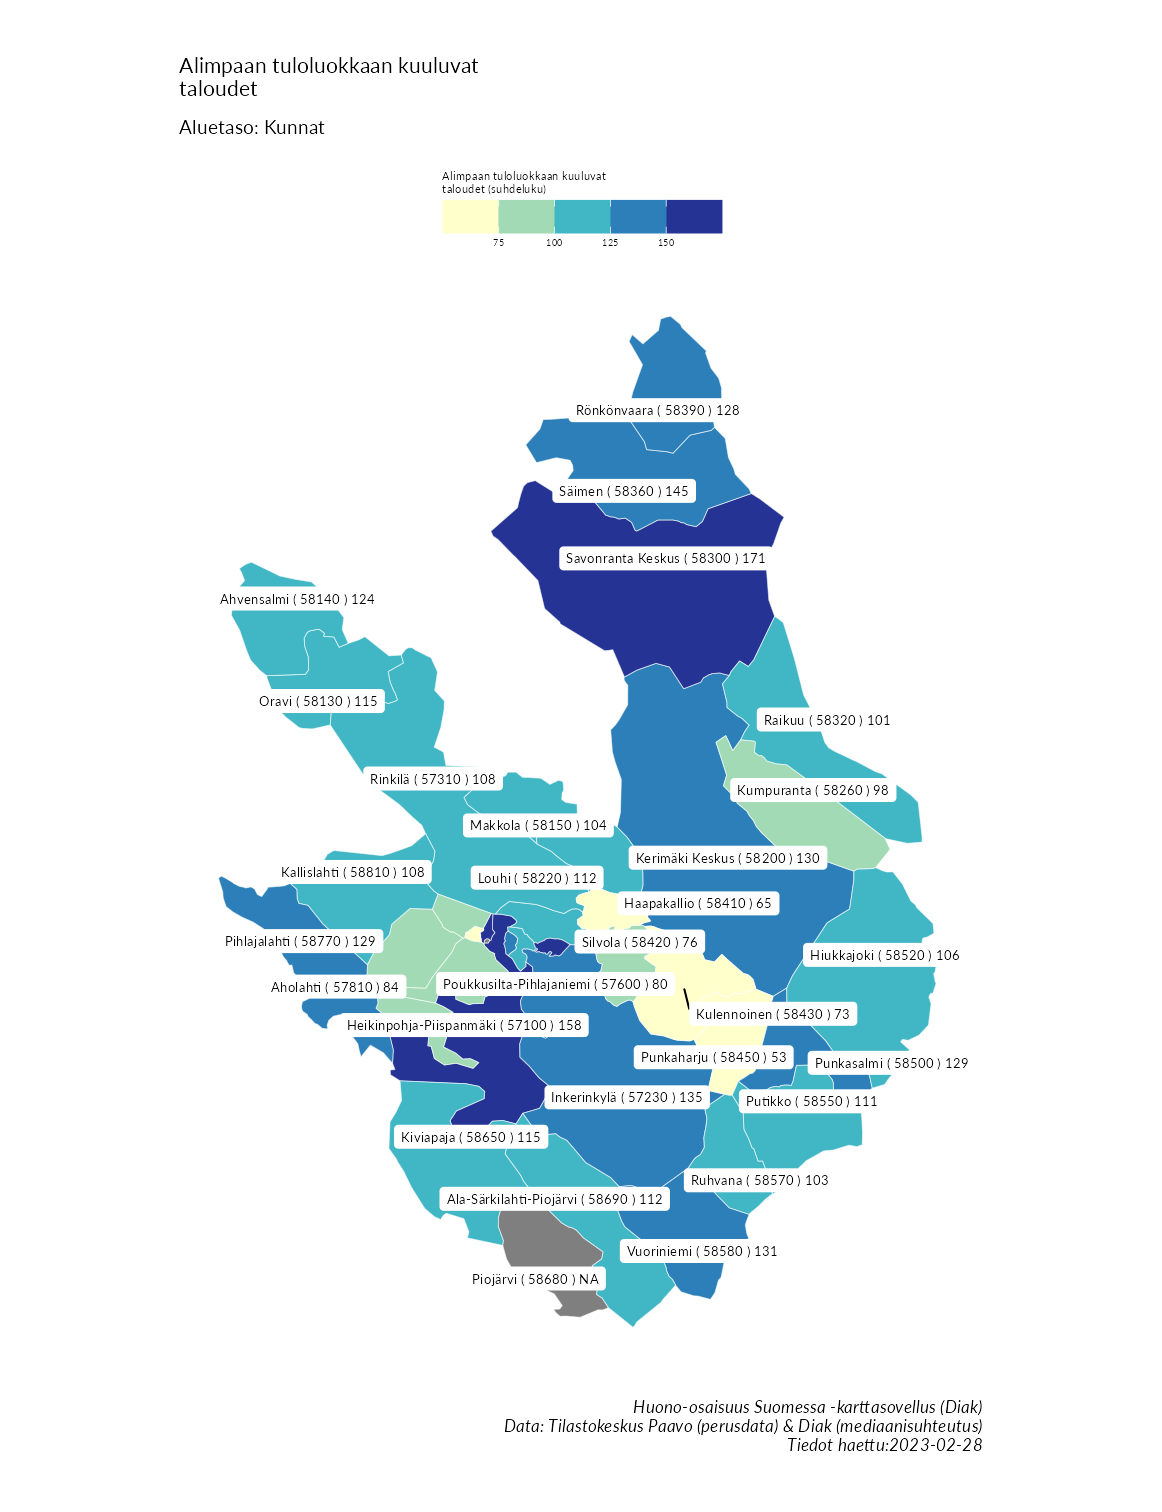 Alimpaan tuloluokkaan kuuluvat
taloudet
Aluetaso: Kunnat
Alimpaan tuloluokkaan kuuluvat
taloudet (suhdeluku)
75 100 125 150
Rönkönvaara ( 58390 ) 128
Säimen ( 58360 ) 145
Savonranta Keskus ( 58300 ) 171
Ahvensalmi ( 58140 ) 124
Oravi ( 58130 ) 115
Raikuu ( 58320 ) 101
Rinkilä ( 57310 ) 108
Kumpuranta ( 58260 ) 98
Makkola ( 58150 ) 104
Kerimäki Keskus ( 58200 ) 130
Kallislahti ( 58810 ) 108
Louhi ( 58220 ) 112
Haapakallio ( 58410 ) 65
Pihlajalahti ( 58770 ) 129
Silvola ( 58420 ) 76
Hiukkajoki ( 58520 ) 106
Aholahti ( 57810 ) 84
Poukkusilta-Pihlajaniemi ( 57600 ) 80
Kulennoinen ( 58430 ) 73
Heikinpohja-Piispanmäki ( 57100 ) 158
Punkaharju ( 58450 ) 53
Punkasalmi ( 58500 ) 129
Inkerinkylä ( 57230 ) 135
Putikko ( 58550 ) 111
Kiviapaja ( 58650 ) 115
Ruhvana ( 58570 ) 103
Ala-Särkilahti-Piojärvi ( 58690 ) 112
Vuoriniemi ( 58580 ) 131
Piojärvi ( 58680 ) NA
Huono-osaisuus Suomessa -karttasovellus (Diak)
Data: Tilastokeskus Paavo (perusdata) & Diak (mediaanisuhteutus)
Tiedot haettu:2023-02-28